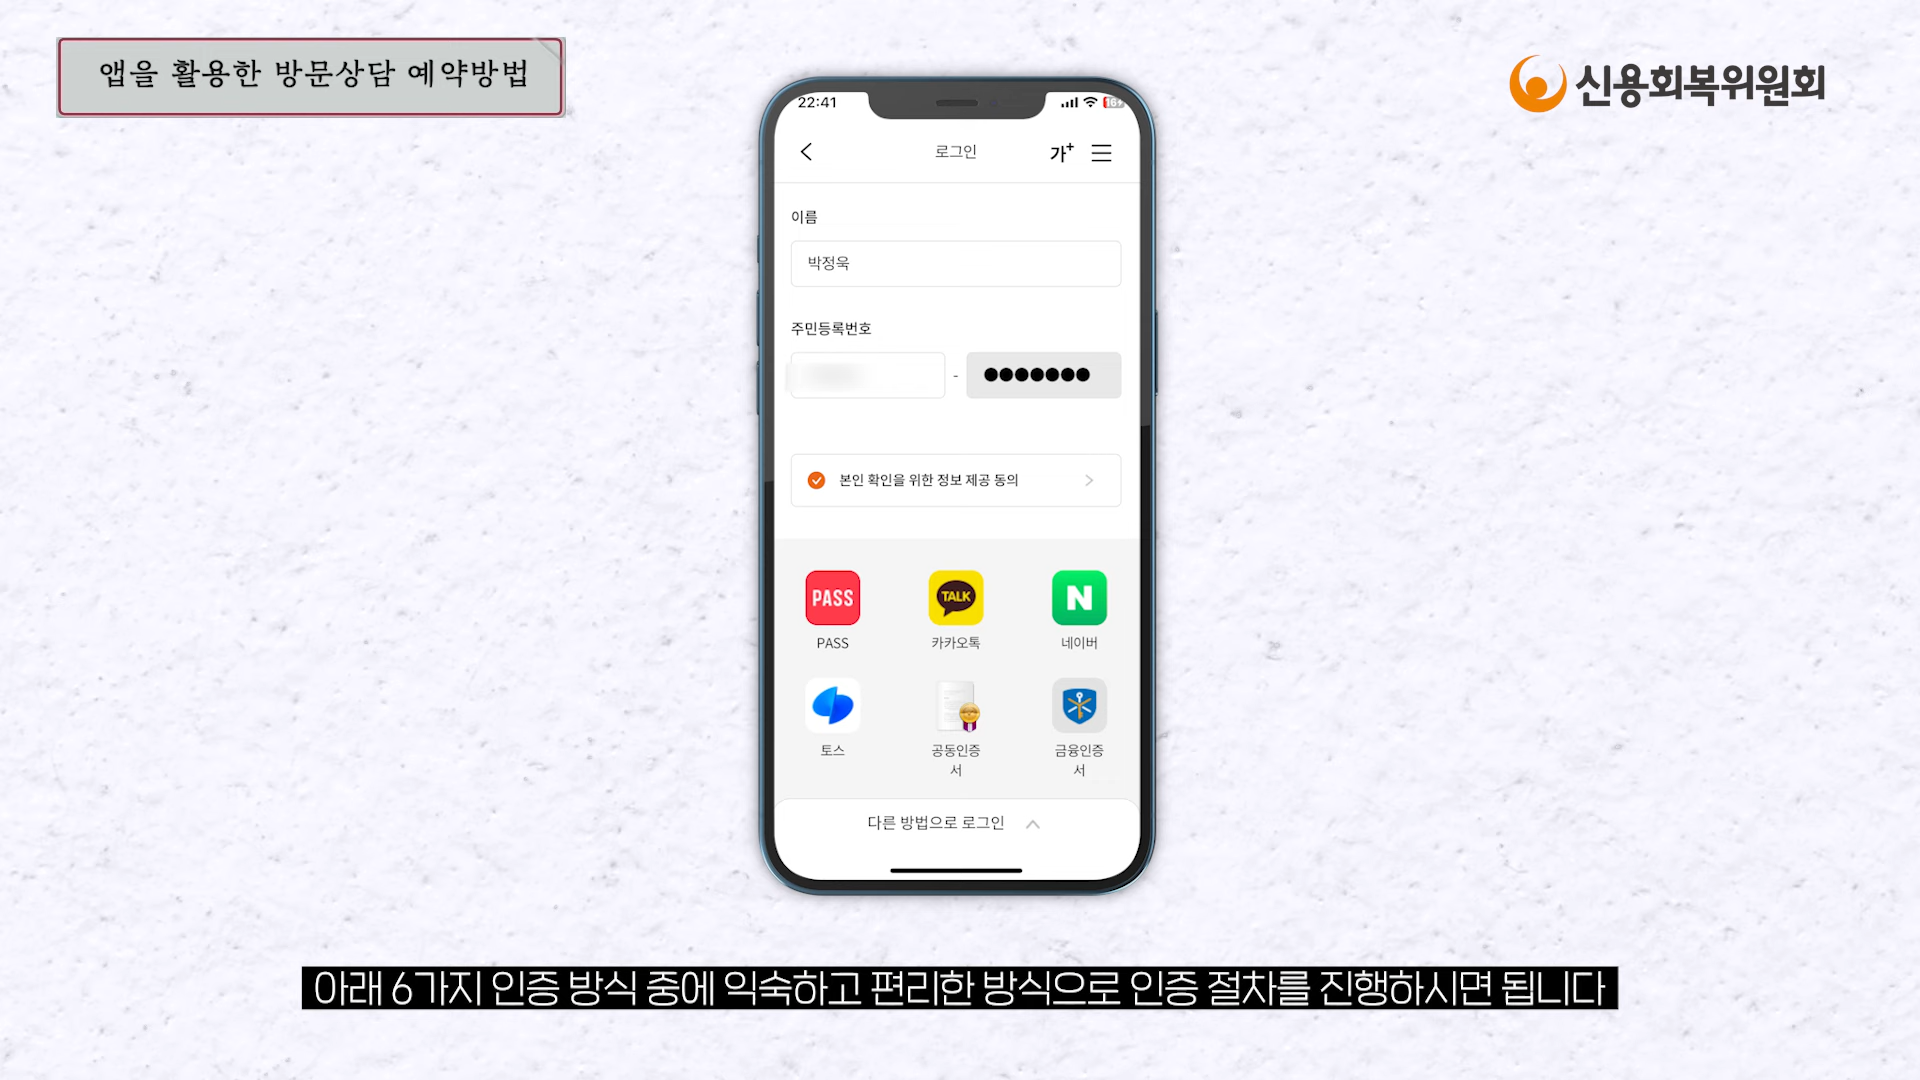 앱을 활용한 방문상담 예약방법
신용회복위원회
22:41
16
로그인
가+
이름
박정욱
주민등록번호
- ●●●●●●●
본인 확인을 위한 정보 제공 동의
PASS
TALK
N
PASS
카카오톡
네이버
토스
공동인증
서
금융인증
서
다른 방법으로 로그인
아래 6가지 인증 방식 중에 익숙하고 편리한 방식으로 인증 절차를 진행하시면 됩니다